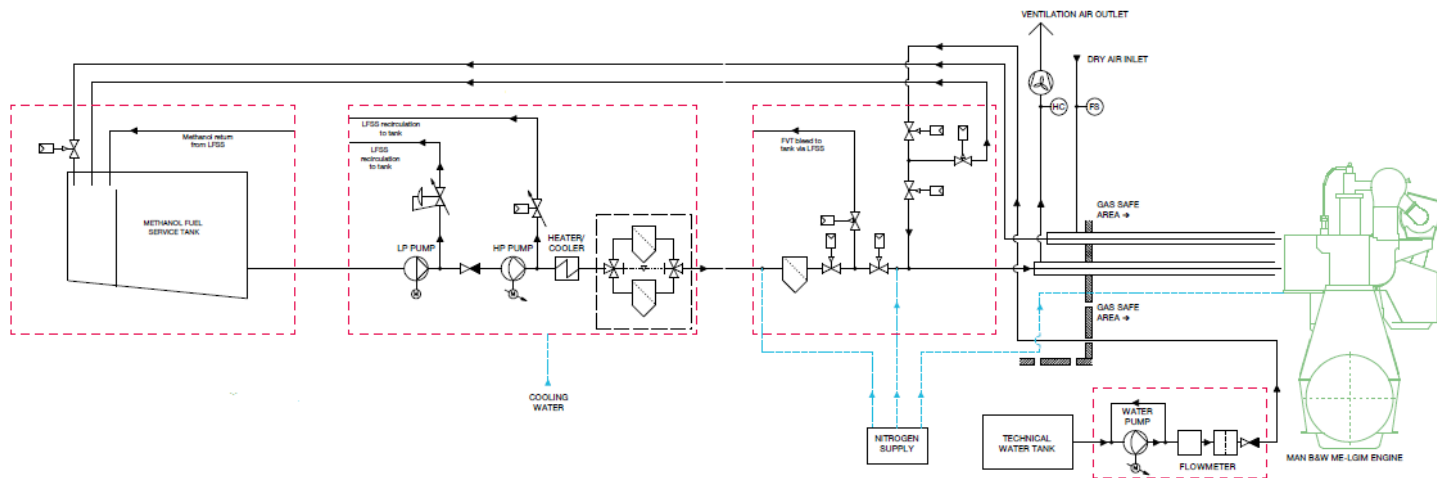 VENTILATION AIR OUTLET
DRY AIR INLET
HC
FS
Methanol return
from LFSS
LFSS recirculation
to tank
LFSS
recirculation
to tank
FVT bleed to
tank via LFSS
METHANOL FUEL
SERVICE TANK
LP PUMP
HP PUMP
HEATER/
COOLER
M
M
GAS SAFE
AREA
GAS SAFE
AREA
COOLING
WATER
NITROGEN
SUPPLY
TECHNICAL
WATER TANK
WATER
PUMP
M
FLOWMETER
MAN B&W ME-LGIM ENGINE